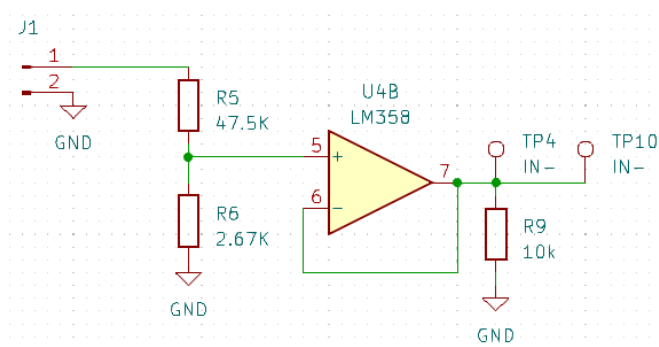 J1
1
2
GND
R5
47.5K
R6
2.67K
GND
U4B
LM358
5
+
6
-
7
TP4
IN-
TP10
IN-
R9
10k
GND